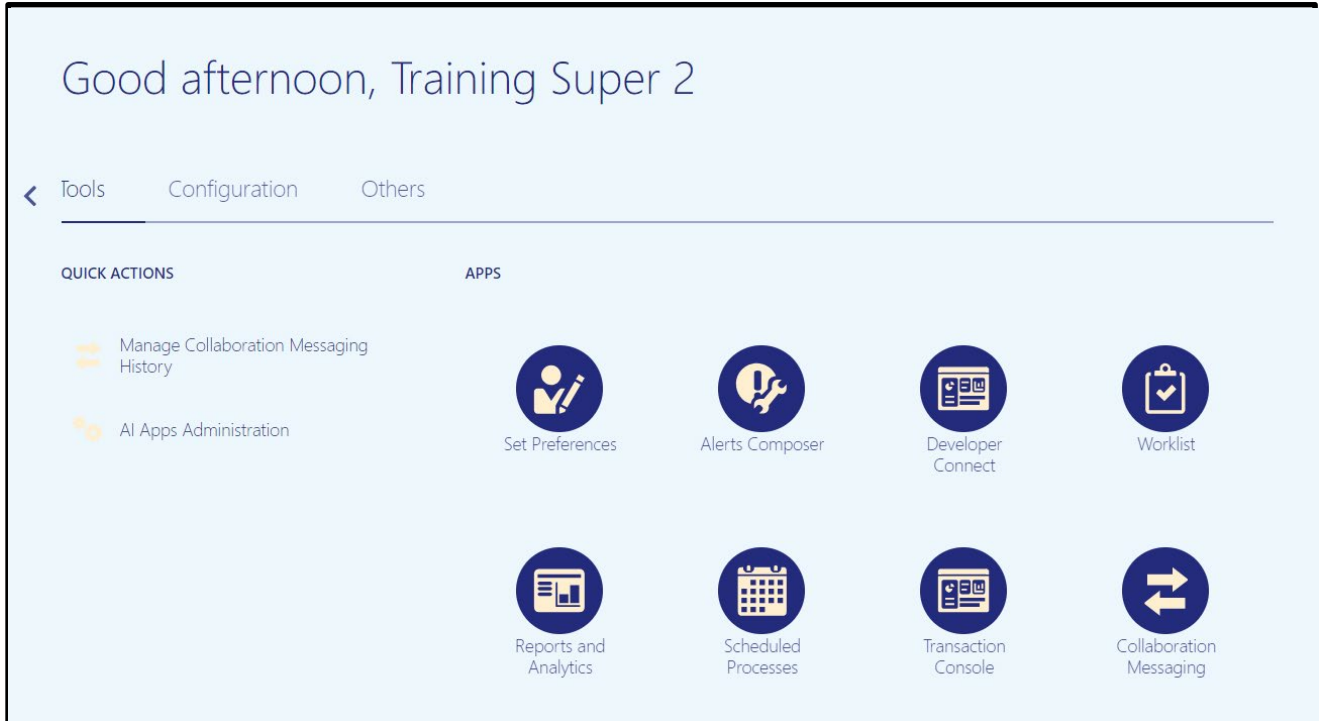 Good afternoon, Training Super 2
Tools Configuration Others
QUICK ACTIONS
APPS
Manage Collaboration Messaging
History
AI Apps Administration
Set Preferences
Alerts Composer
Developer
Connect
Worklist
Reports and
Analytics
Scheduled
Processes
Transaction
Console
Collaboration
Messaging